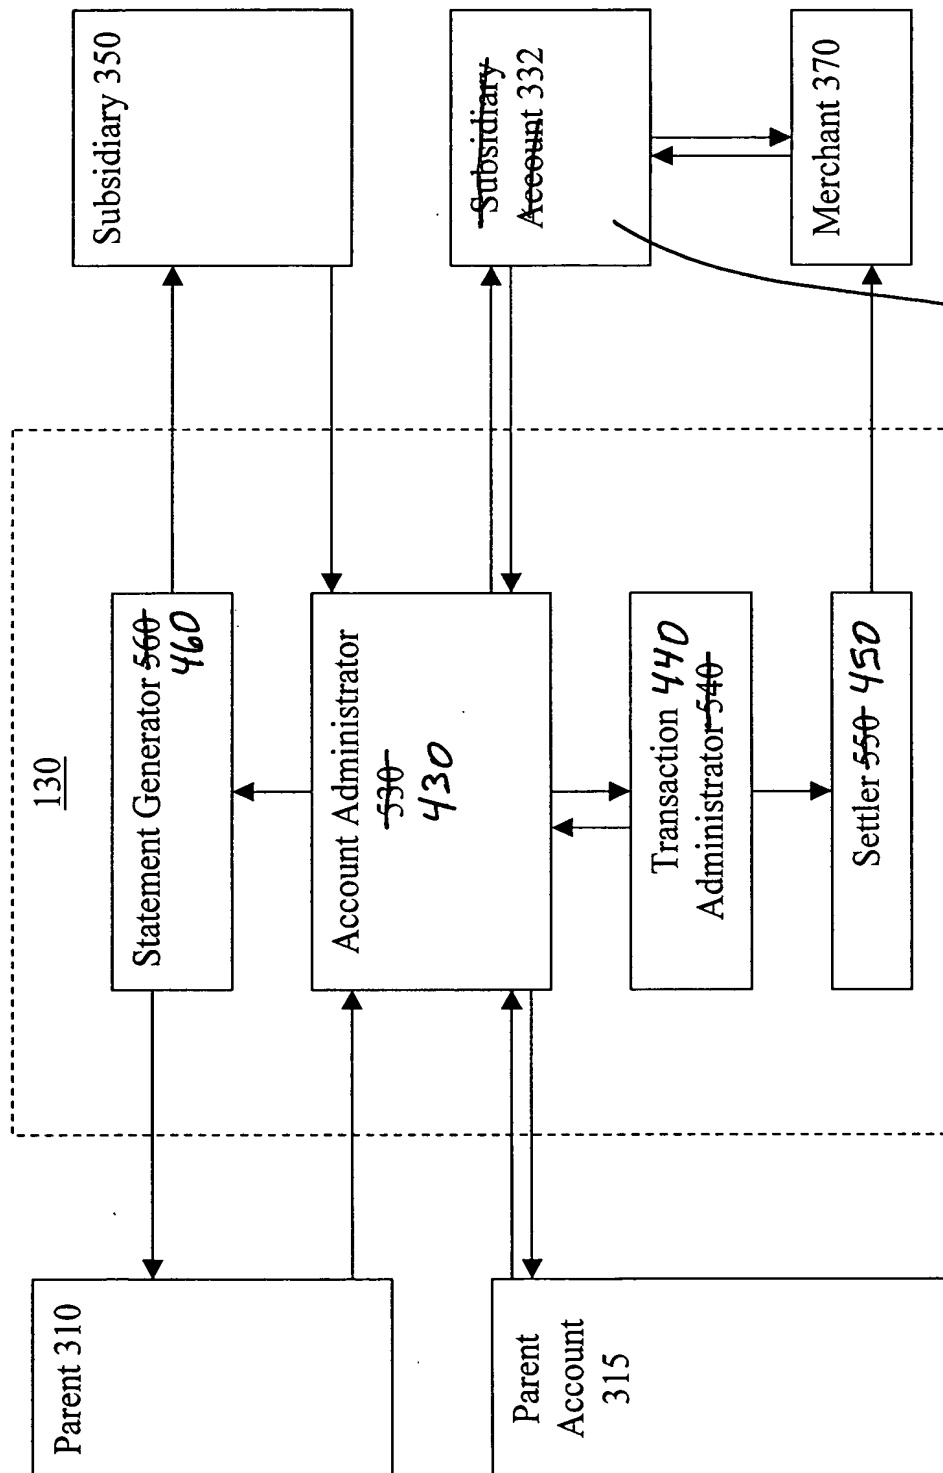 130
Parent 310
Parent
Account
315
Statement Generator 560
460
Account Administrator
530
430
Transaction 440
Administrator 540
Settler 550 450
Subsidiary 350
Subsidiary
Account 332
Merchant 370